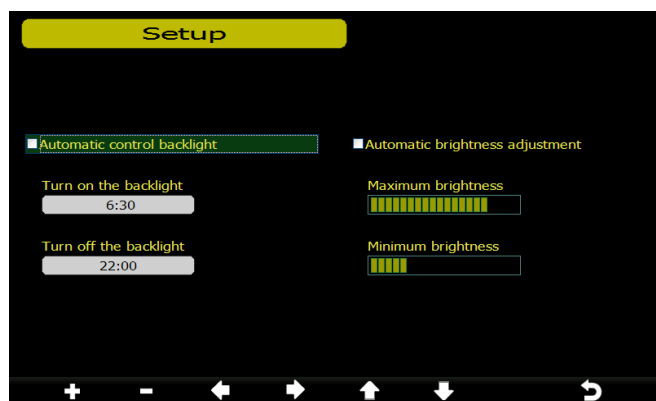 Setup
Automatic control backlight
Automatic brightness adjustment
Turn on the backlight
6:30
Maximum brightness
Turn off the backlight
22:00
Minimum brightness